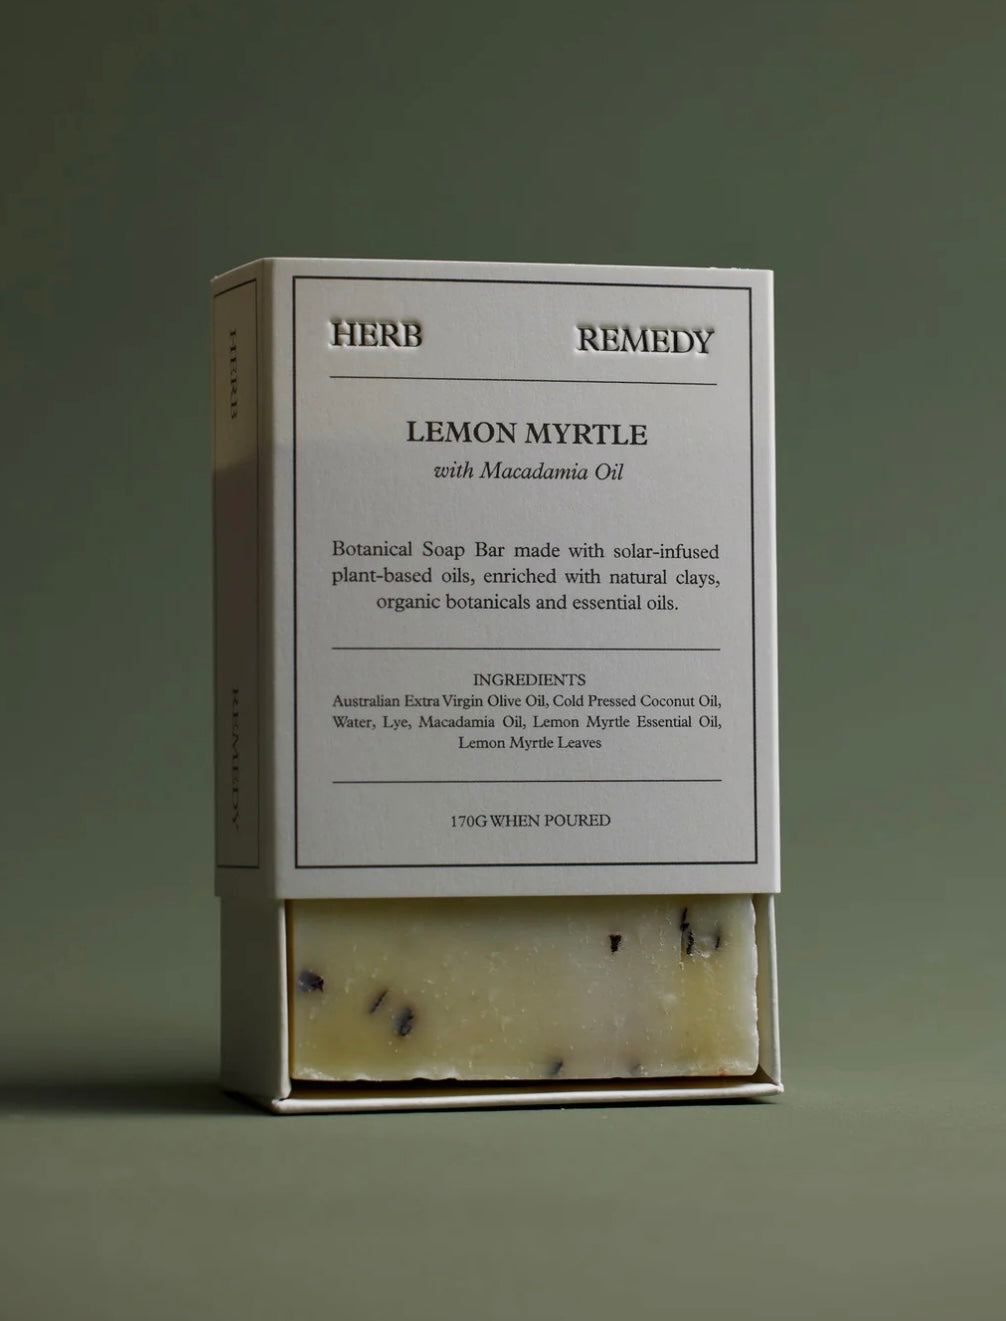 HERB REMEDY
LEMON MYRTLE
with Macadamia Oil
Botanical Soap Bar made with solar-infused
plant-based oils, enriched with natural clays,
organic botanicals and essential oils.
INGREDIENTS
Australian Extra Virgin Olive Oil, Cold Pressed Coconut Oil,
Water, Lye, Macadamia Oil, Lemon Myrtle Essential Oil,
Lemon Myrtle Leaves
170G WHEN POURED
HERB REMEDY